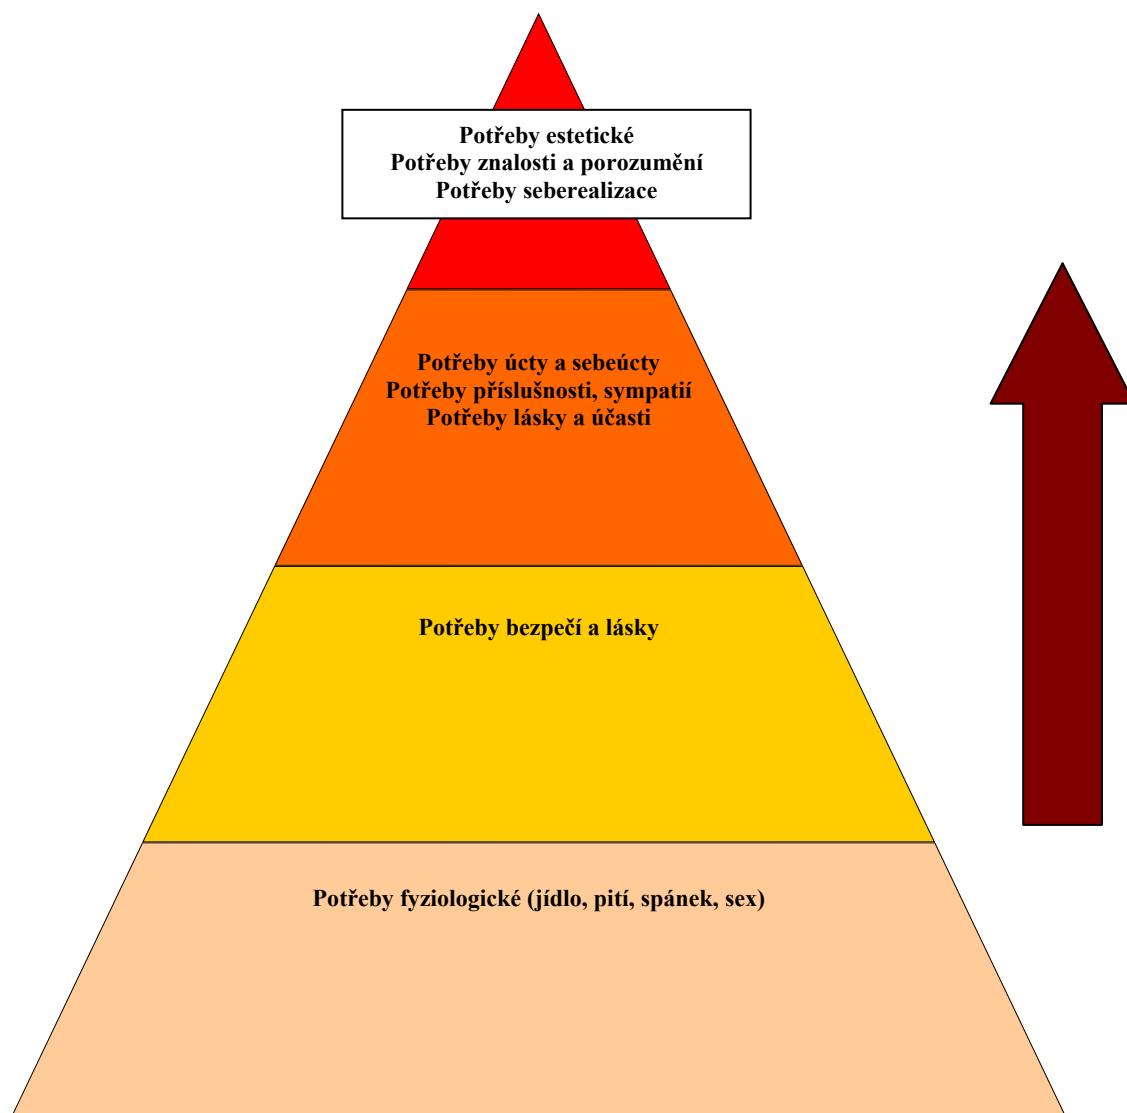 Potřeby estetické
Potřeby znalosti a porozumění
Potřeby seberealizace
Potřeby úcty a sebeúcty
Potřeby příslušnosti, sympatií
Potřeby lásky a účasti
Potřeby bezpečí a lásky
Potřeby fyziologické (jídlo, pití, spánek, sex)